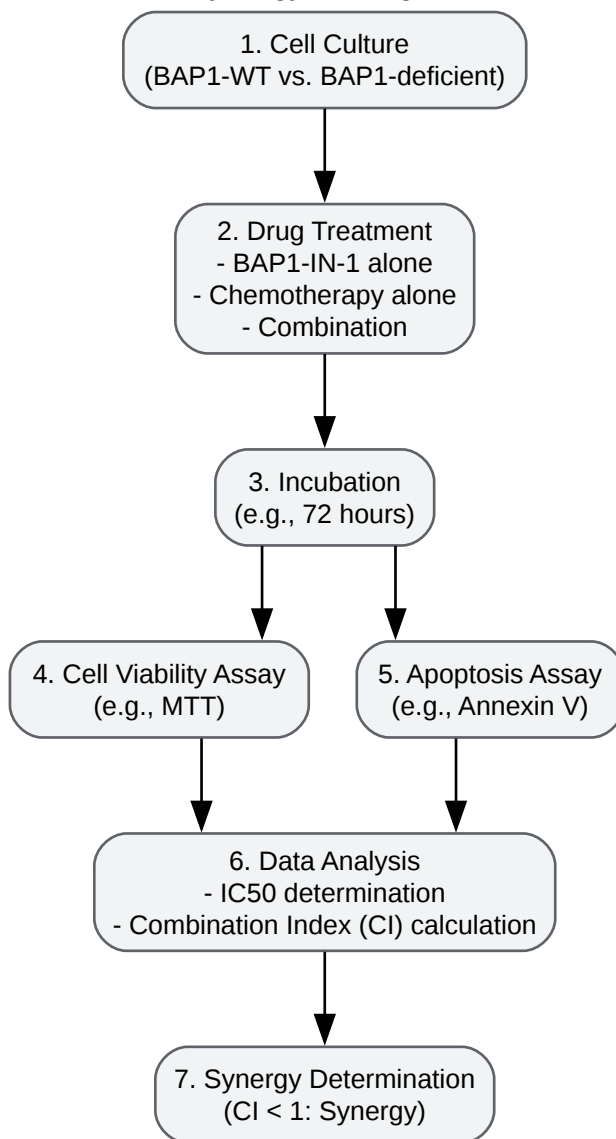 1. Cell Culture
(BAP1-WT vs. BAP1-deficient)
2. Drug Treatment
- BAP1-IN-1 alone
- Chemotherapy alone
- Combination
3. Incubation
(e.g., 72 hours)
4. Cell Viability Assay
(e.g., MTT)
5. Apoptosis Assay
(e.g., Annexin V)
6. Data Analysis
- IC50 determination
- Combination Index (CI) calculation
7. Synergy Determination
(CI < 1: Synergy)